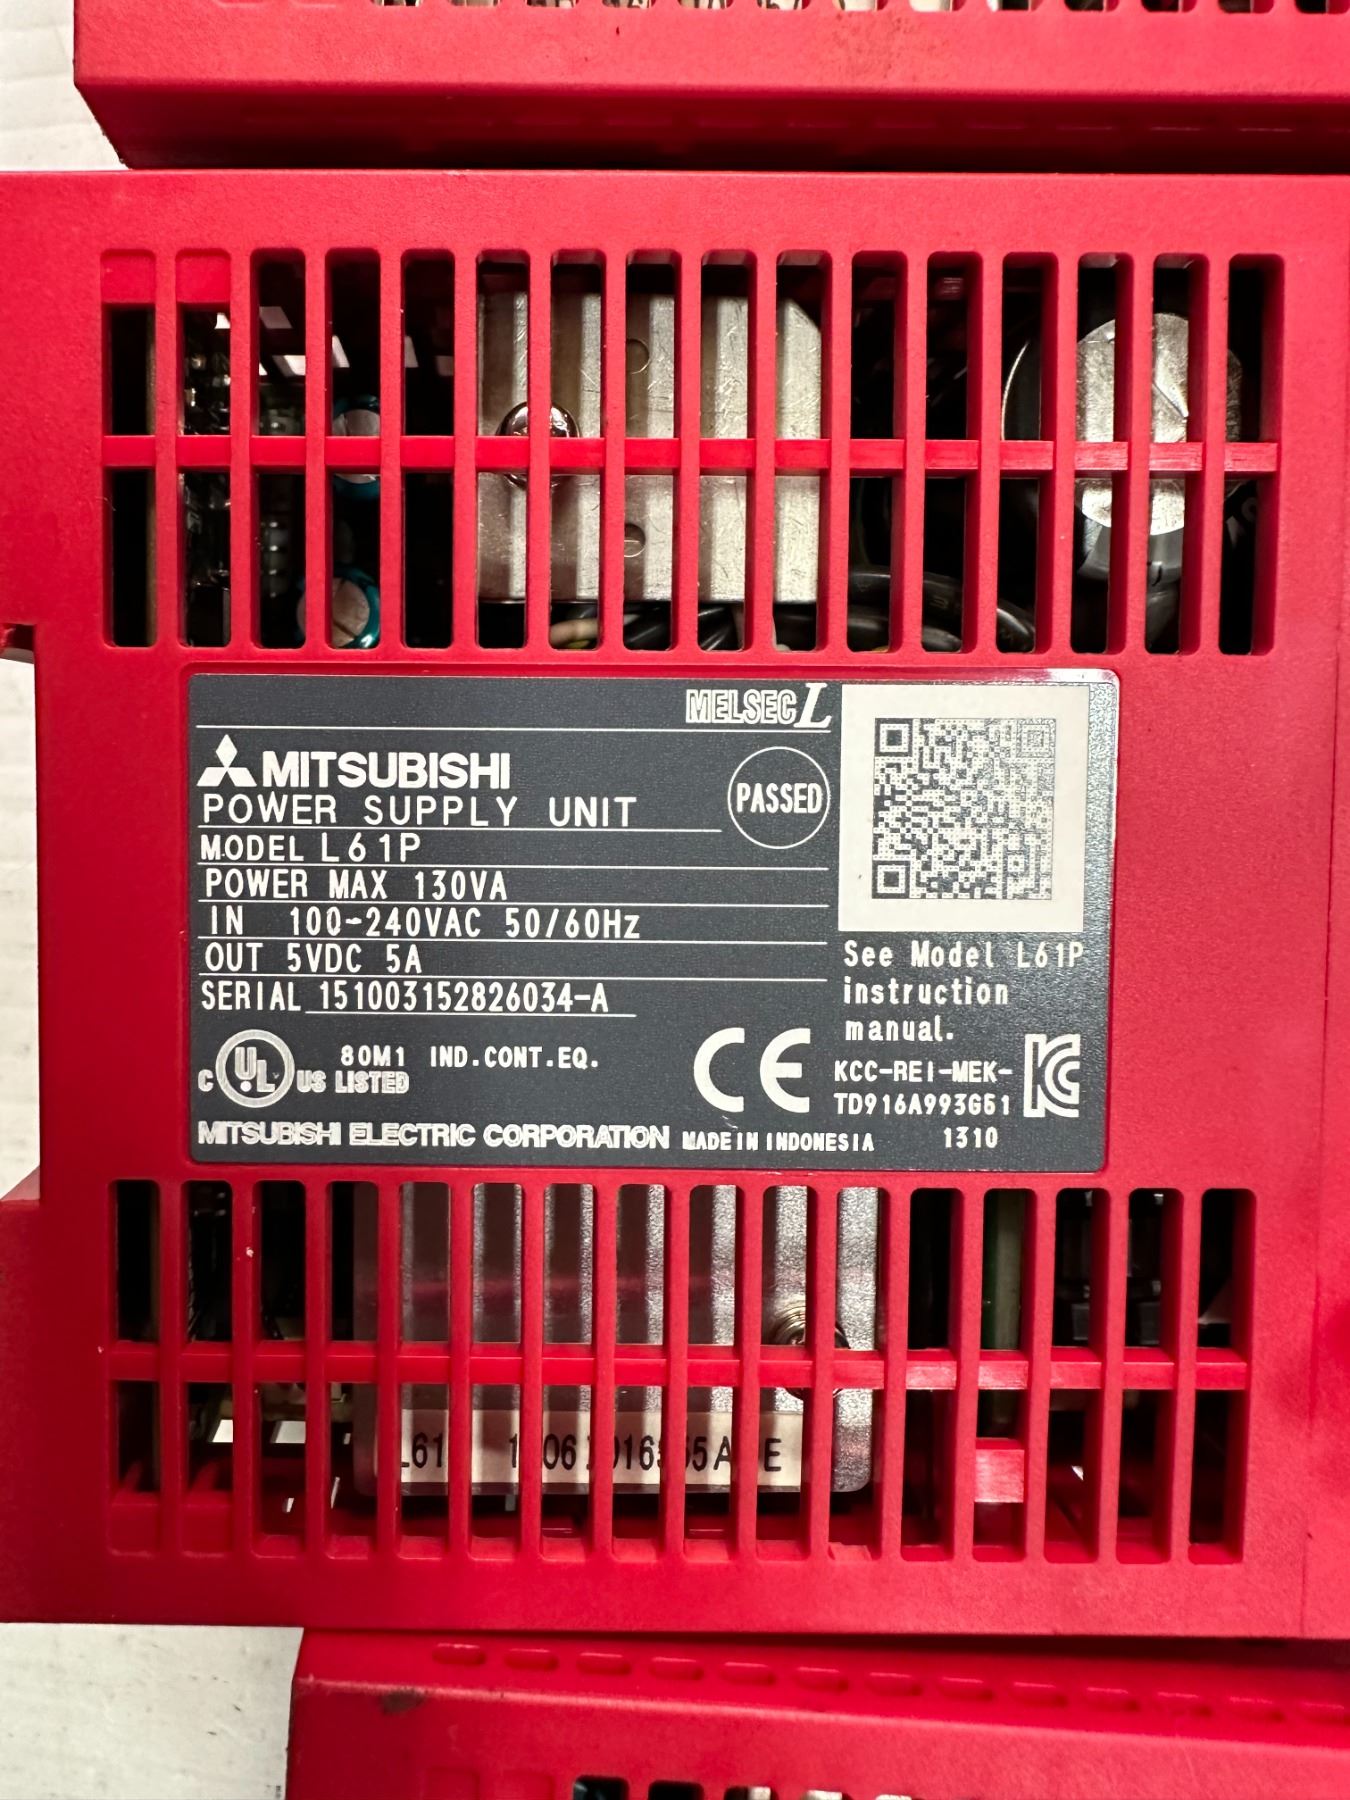 MELSEC L
MITSUBISHI
POWER SUPPLY UNIT
PASSED
MODEL L61P
POWER MAX 130VA
IN 100-240VAC 50/60Hz
OUT 5VDC 5A
SERIAL 151003152826034-A
See Model L61P
instruction
manual.
C UL US LISTED
80M1 IND.CONT.EQ.
CE
KCC-REI-MEK-
TD916A993G51
MITSUBISHI ELECTRIC CORPORATION MADE IN INDONESIA
1310